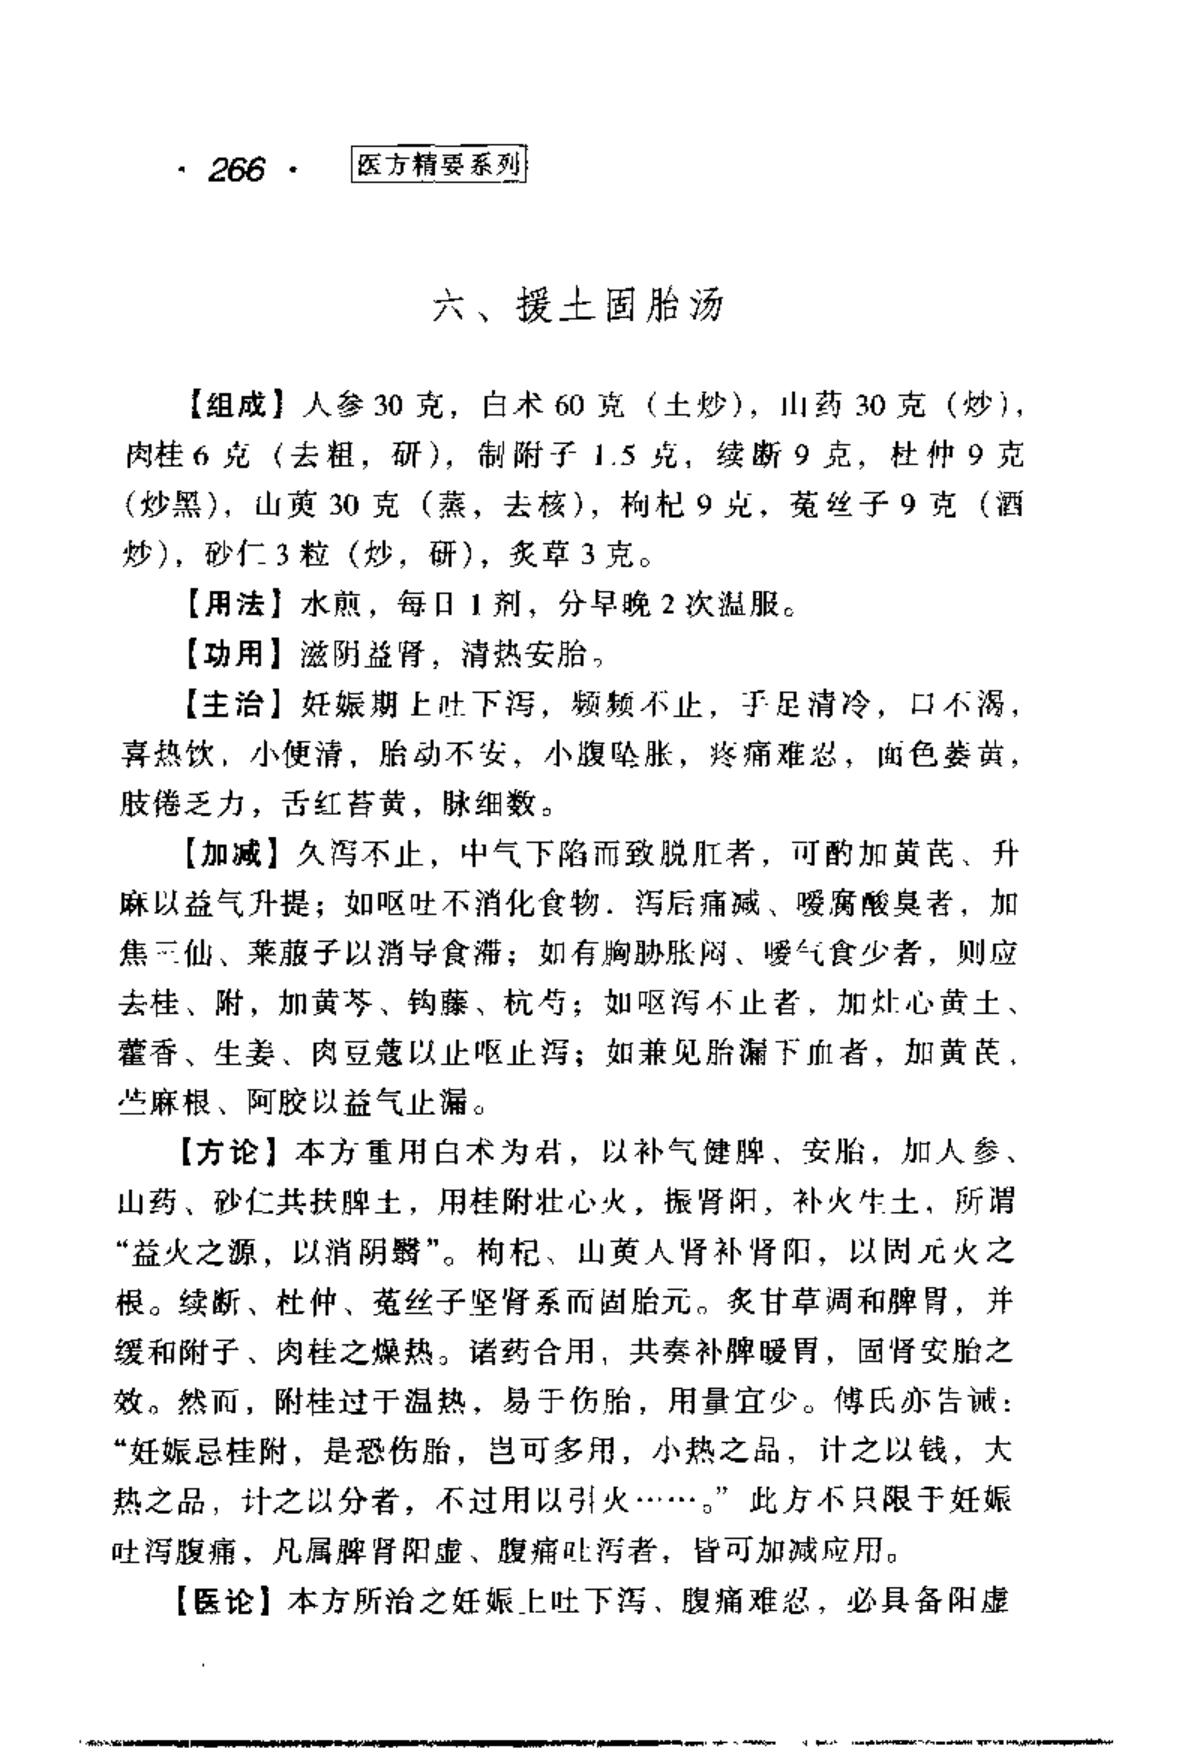 · 266 · 医方精要系列
六、援土固胎汤
【组成】人参30克，白术60克（土炒），山药30克（炒），
肉桂6克（去粗，研），制附子1.5克，续断9克，杜仲9克
（炒黑），山萸30克（蒸，去核），枸杞9克，菟丝子9克（酒
炒），砂仁3粒（炒，研），炙草3克。
【用法】水煎，每日1剂，分早晚2次温服。
【功用】滋阴益肾，清热安胎。
【主治】妊娠期上吐下泻，频频不止，手足清冷，口不渴，
喜热饮，小便清，胎动不安，小腹坠胀，疼痛难忍，面色萎黄，
肢倦乏力，舌红苔黄，脉细数。
【加减】久泻不止，中气下陷而致脱肛者，可酌加黄芪、升
麻以益气升提；如呕吐不消化食物．泻后痛减、嗳腐酸臭者，加
焦三仙、莱菔子以消导食滞；如有胸胁胀闷、嗳气食少者，则应
去桂、附，加黄芩、钩藤、杭芍；如呕泻不止者，加灶心黄土、
藿香、生姜、肉豆蔻以止呕止泻；如兼见胎漏下血者，加黄芪、
苎麻根、阿胶以益气止漏。
【方论】本方重用白术为君，以补气健脾、安胎，加人参、
山药、砂仁共扶脾土，用桂附壮心火，振肾阳，补火生土，所谓
“益火之源，以消阴翳”。枸杞、山萸人肾补肾阳，以固元火之
根。续断、杜仲、菟丝子坚肾系而固胎元。炙甘草调和脾胃，并
缓和附子、肉桂之燥热。诸药合用，共奏补脾暖胃，固肾安胎之
效。然而，附桂过于温热，易于伤胎，用量宜少。傅氏亦告诫：
“妊娠忌桂附，是恐伤胎，岂可多用，小热之品，计之以钱，大
热之品，计之以分者，不过用以引火……。”此方不只限于妊娠
吐泻腹痛，凡属脾肾阳虚、腹痛吐泻者，皆可加减应用。
【医论】本方所治之妊娠上吐下泻、腹痛难忍，必具备阳虚